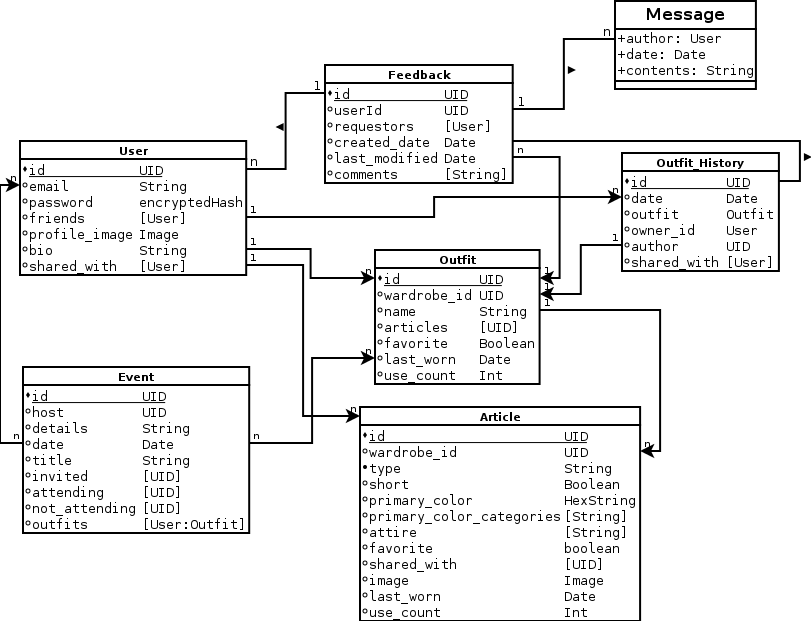 Message
+author: User
+date: Date
+contents: String
n
Feedback
id UID
userId UID
requestors [User]
created_date Date
last_modified Date
comments [String]
1
1
n
User
id UID
email String
password encryptedHash
friends [User]
profile_image Image
bio String
shared_with [User]
n
n
1
1
1
Outfit_History
id UID
date Date
outfit Outfit
owner_id User
author UID
shared_with [User]
n
n
1
Outfit
id UID
wardrobe_id UID
name String
articles [UID]
favorite Boolean
last_worn Date
use_count Int
n
n
1
1
1
Event
id UID
host UID
details String
date Date
title String
invited [UID]
attending [UID]
not_attending [UID]
outfits [User:Outfit]
n
n
Article
id UID
wardrobe_id UID
type String
short Boolean
primary_color HexString
primary_color_categories [String]
attire [String]
favorite boolean
shared_with [UID]
image Image
last_worn Date
use_count Int
n
n